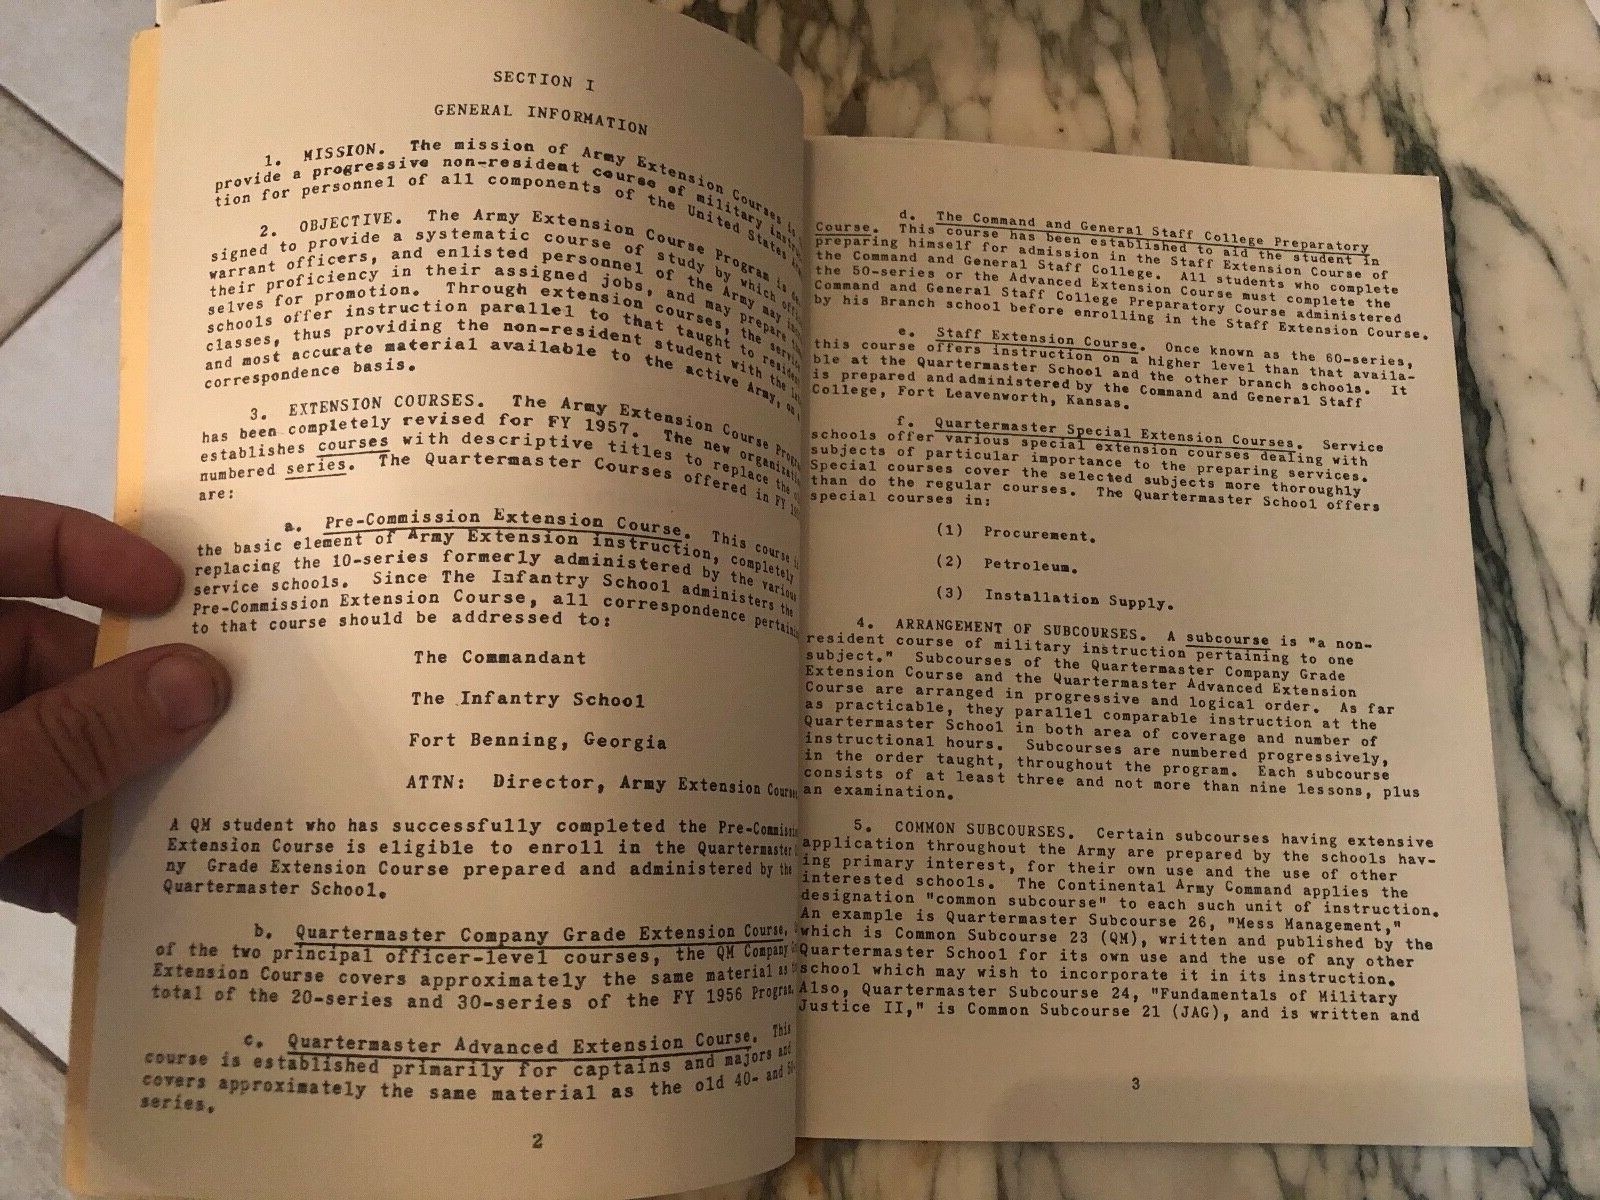 SECTION I
GENERAL INFORMATION
1. MISSION. The mission of Army Extension Courses is
provide a progressive non-resident course of military instruc-
tion for personnel of all components of the United States
2. OBJECTIVE. The Army Extension Course Program is de-
signed to provide a systematic course of study by which
warrant officers, and enlisted personnel of the Army may
their proficiency in their assigned jobs, and may prepare
selves for promotion. Through extension courses, the
schools offer instruction parallel to that taught to
classes, thus providing the non-resident student with the
and most accurate material available to the active Army, on
correspondence basis.
3. EXTENSION COURSES. The Army Extension Course
has been completely revised for FY 1957. The new
establishes courses with descriptive titles to replace the
numbered series. The Quartermaster Courses offered in FY
are:
a. Pre-Commission Extension Course. This course
the basic element of Army Extension instruction, completely
replacing the 10-series formerly administered by the various
service schools. Since The Infantry School administers the
Pre-Commission Extension Course, all correspondence
to that course should be addressed to:
The Commandant
The Infantry School
Fort Benning, Georgia
ATTN: Director, Army Extension
A QM student who has successfully completed the
Extension Course is eligible to enroll in the Quartermaster
ny Grade Extension Course prepared and administered by the
Quartermaster School.
b. Quartermaster Company Grade Extension Course.
of the two principal officer-level courses, the QM Company
Extension Course covers approximately the same material as
total of the 20-series and 30-series of the FY 1956 Program.
c. Quartermaster Advanced Extension Course. This
course is established primarily for captains and majors and
covers approximately the same material as the old 40- and 50-
series.
2
d. The Command and General Staff College Preparatory
Course. This course has been established to aid the student in
preparing himself for admission in the Staff Extension Course of
the Command and General Staff College. All students who complete
the 50-series or the Advanced Extension Course must complete the
Command and General Staff College Preparatory Course administered
by his Branch school before enrolling in the Staff Extension Course.
e. Staff Extension Course. Once known as the 60-series,
this course offers instruction on a higher level than that availa-
ble at the Quartermaster School and the other branch schools. It
is prepared and administered by the Command and General Staff
College, Fort Leavenworth, Kansas.
f. Quartermaster Special Extension Courses. Service
schools offer various special extension courses dealing with
subjects of particular importance to the preparing services.
Special courses cover the selected subjects more thoroughly
than do the regular courses. The Quartermaster School offers
special courses in:
(1) Procurement.
(2) Petroleum.
(3) Installation Supply.
4. ARRANGEMENT OF SUBCOURSES. A subcourse is "a non-
resident course of military instruction pertaining to one
subject." Subcourses of the Quartermaster Company Grade
Extension Course and the Quartermaster Advanced Extension
Course are arranged in progressive and logical order. As far
as practicable, they parallel comparable instruction at the
Quartermaster School in both area of coverage and number of
instructional hours. Subcourses are numbered progressively,
in the order taught, throughout the program. Each subcourse
consists of at least three and not more than nine lessons, plus
an examination.
5. COMMON SUBCOURSES. Certain subcourses having extensive
application throughout the Army are prepared by the schools hav-
ing primary interest, for their own use and the use of other
interested schools. The Continental Army Command applies the
designation "common subcourse" to each such unit of instruction.
An example is Quartermaster Subcourse 26, "Mess Management,"
which is Common Subcourse 23 (QM), written and published by the
Quartermaster School for its own use and the use of any other
school which may wish to incorporate it in its instruction.
Also, Quartermaster Subcourse 24, "Fundamentals of Military
Justice II," is Common Subcourse 21 (JAG), and is written and
3